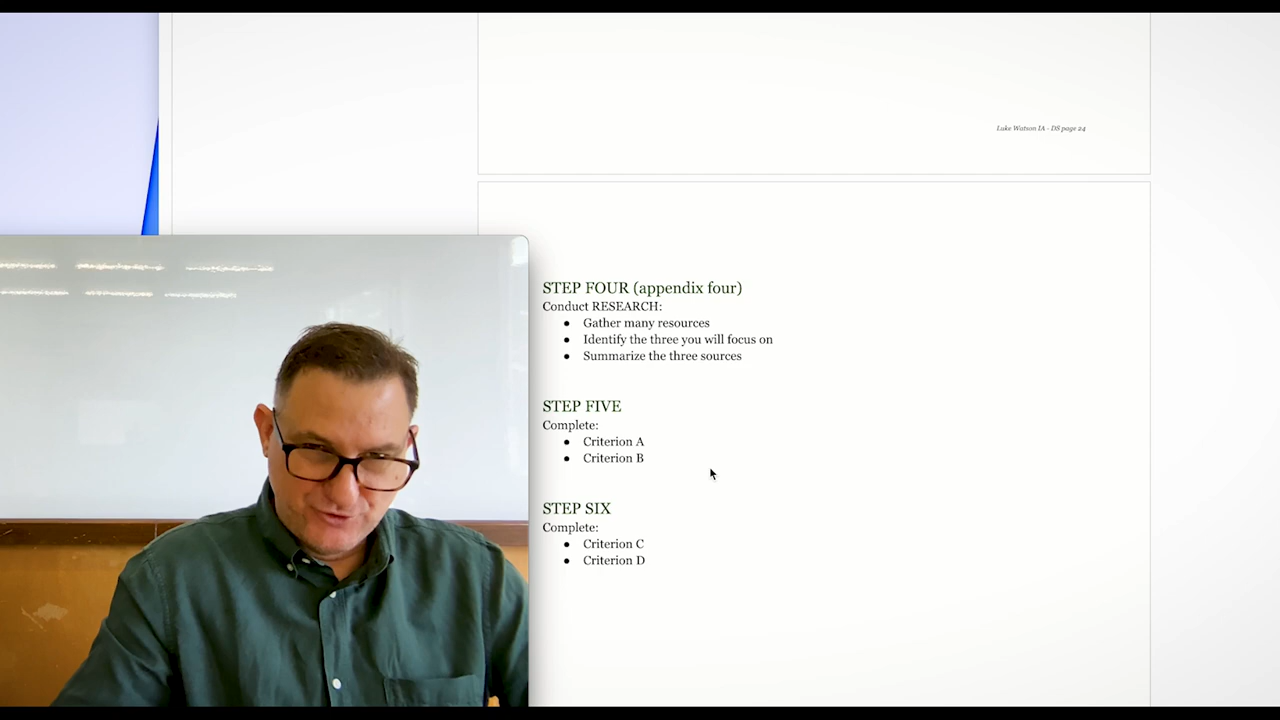 Luke Watson IA - DS page 24
STEP FOUR (appendix four)
Conduct RESEARCH:
● Gather many resources
● Identify the three you will focus on
● Summarize the three sources
STEP FIVE
Complete:
● Criterion A
● Criterion B
STEP SIX
Complete:
● Criterion C
● Criterion D